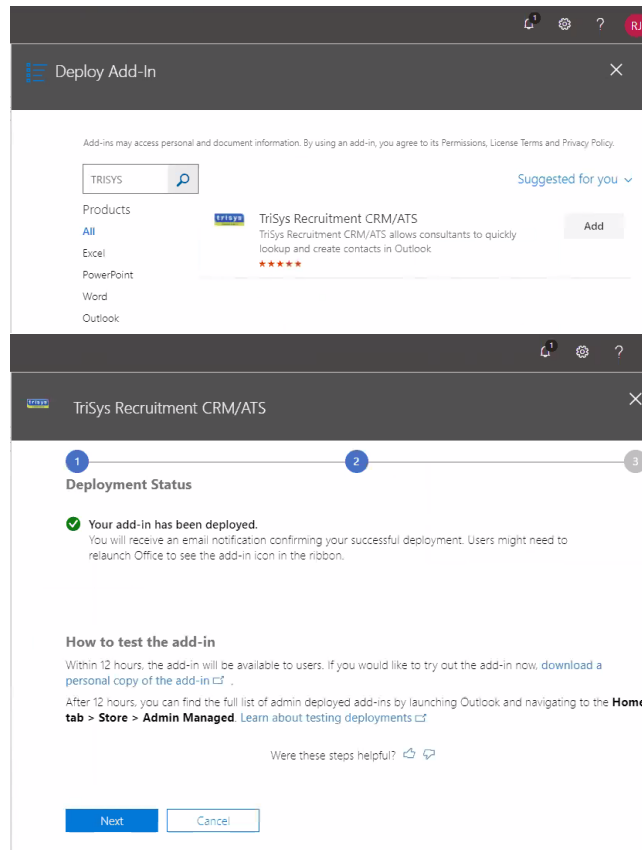 1
?
RJ
Deploy Add-In
Add-ins may access personal and document information. By using an add-in, you agree to its Permissions, License Terms and Privacy Policy.
TRISYS
Suggested for you
Products
All
Excel
PowerPoint
Word
Outlook
trisys
TriSys Recruitment CRM/ATS
TriSys Recruitment CRM/ATS allows consultants to quickly
lookup and create contacts in Outlook
Add
1
?
trisys
TriSys Recruitment CRM/ATS
1
2
3
Deployment Status
Your add-in has been deployed.
You will receive an email notification confirming your successful deployment. Users might need to
relaunch Office to see the add-in icon in the ribbon.
How to test the add-in
Within 12 hours, the add-in will be available to users. If you would like to try out the add-in now, download a
personal copy of the add-in .
After 12 hours, you can find the full list of admin deployed add-ins by launching Outlook and navigating to the Home
tab > Store > Admin Managed. Learn about testing deployments
Were these steps helpful?
Next
Cancel